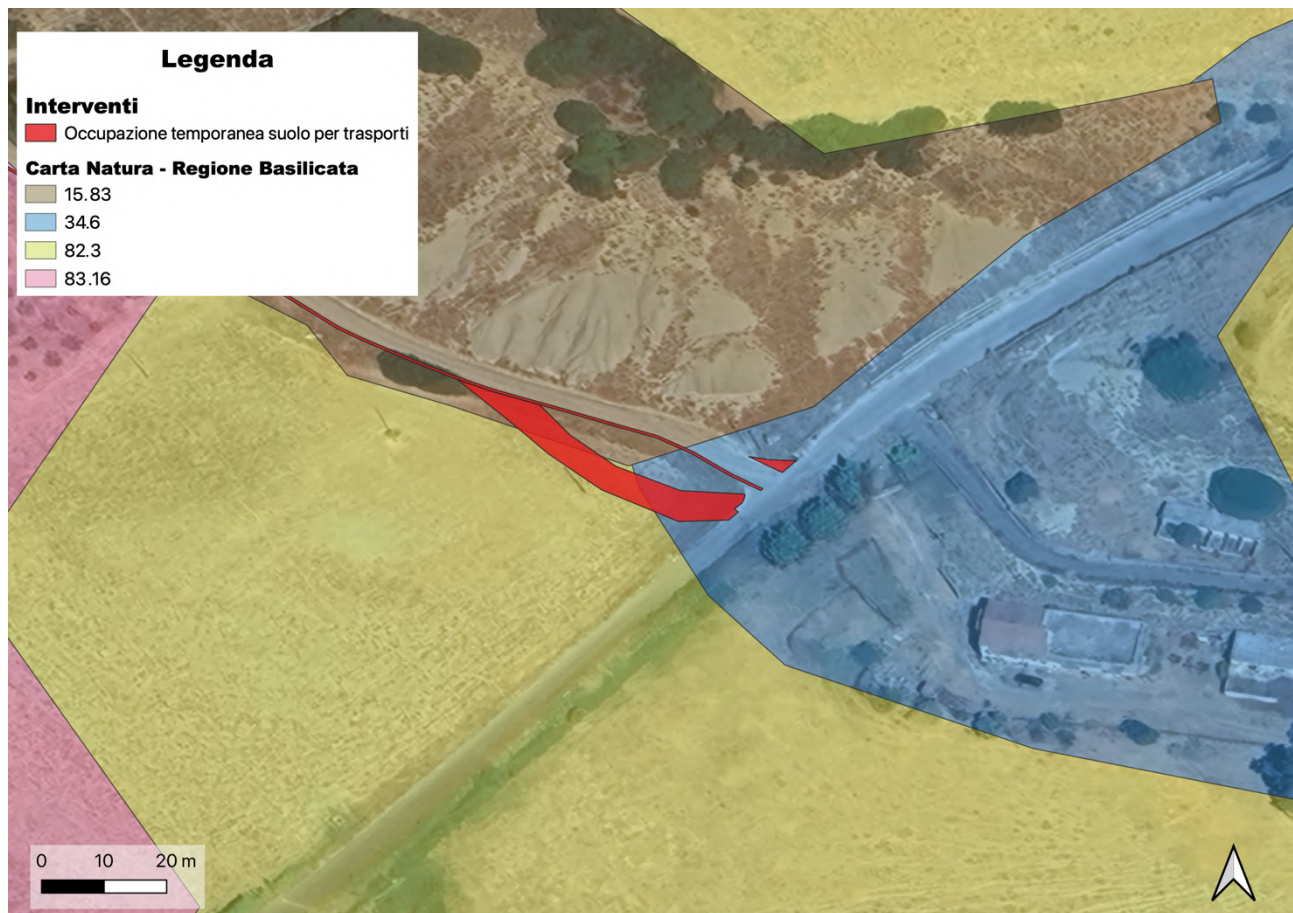 Legenda
Interventi
Occupazione temporanea suolo per trasporti
Carta Natura - Regione Basilicata
15.83
34.6
82.3
83.16
0 10 20 m